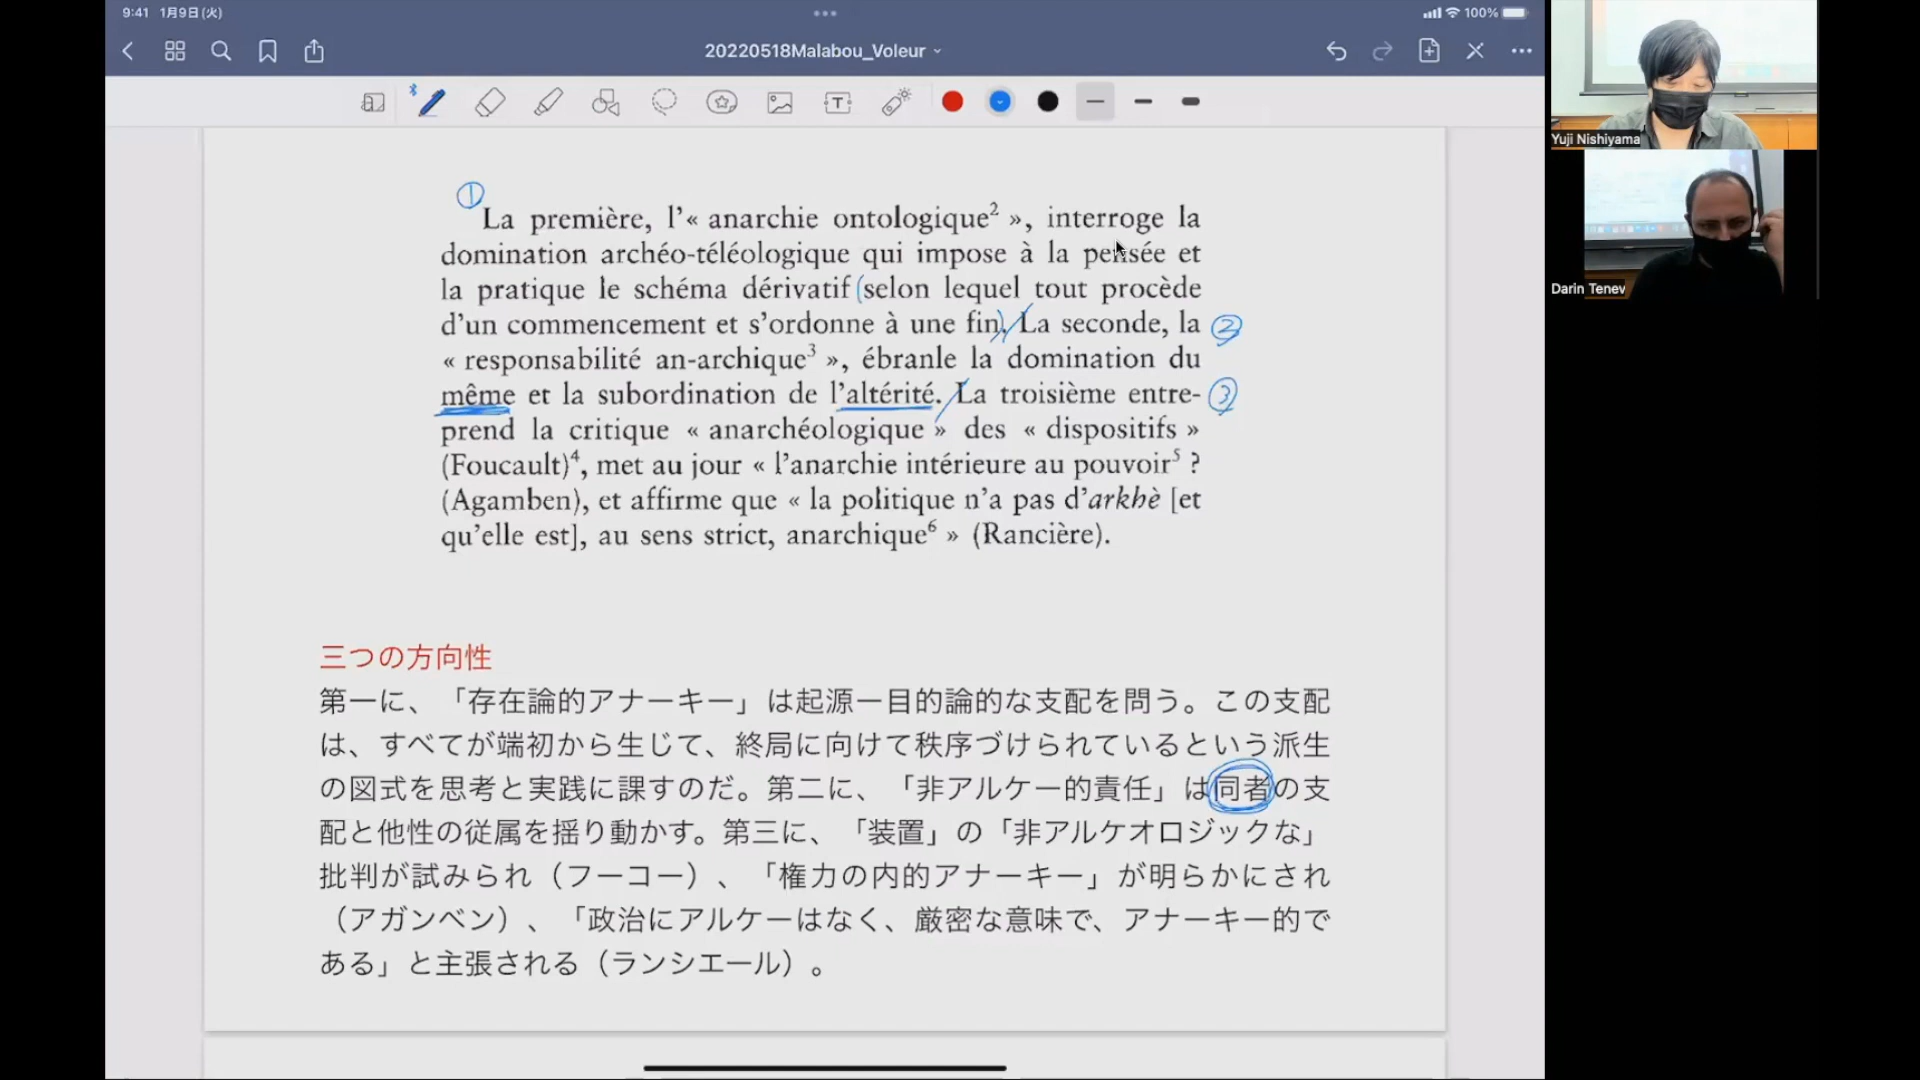 9:41 1月9日(火)
100%
20220518Malabou_Voleur
T
Yuji Nishiyama
Darin Tenev
①
La première, l'« anarchie ontologique² », interroge la
domination archéo-téléologique qui impose à la pensée et
la pratique le schéma dérivatif (selon lequel tout procède
d'un commencement et s'ordonne à une fin). La seconde, la ②
« responsabilité an-archique³ », ébranle la domination du
même et la subordination de l'altérité. La troisième entre- ③
prend la critique « anarchéologique » des « dispositifs »
(Foucault)⁴, met au jour « l'anarchie intérieure au pouvoir⁵ ?
(Agamben), et affirme que « la politique n'a pas d'arkhè [et
qu'elle est], au sens strict, anarchique⁶ » (Rancière).
三つの方向性
第一に、「存在論的アナーキー」は起源ー目的論的な支配を問う。この支配
は、すべてが端初から生じて、終局に向けて秩序づけられているという派生
の図式を思考と実践に課すのだ。第二に、「非アルケー的責任」は同者の支
配と他性の従属を揺り動かす。第三に、「装置」の「非アルケオロジックな」
批判が試みられ（フーコー）、「権力の内的アナーキー」が明らかにされ
（アガンベン）、「政治にアルケーはなく、厳密な意味で、アナーキー的で
ある」と主張される（ランシエール）。